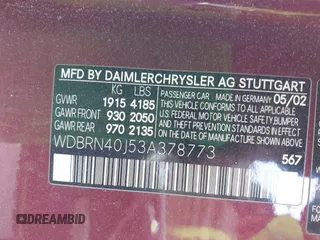 MFD BY DAIMLERCHRYSLER AG STUTTGART
KG LBS
GVWR 1915 4185
GAWR FRONT 930 2050
GAWR REAR 970 2135
PASSENGER CAR / MADE IN GERMANY 05/02
THIS VEHICLE CONFORMS TO ALL
APPLICABLE U.S. FEDERAL MOTOR
VEHICLE SAFETY BUMPER
AND THEFT PREVENTION STANDARDS
IN EFFECT ON THE DATE OF
MANUFACTURE SHOWN ABOVE
WDBRN40J53A378773
567
DREAMBID